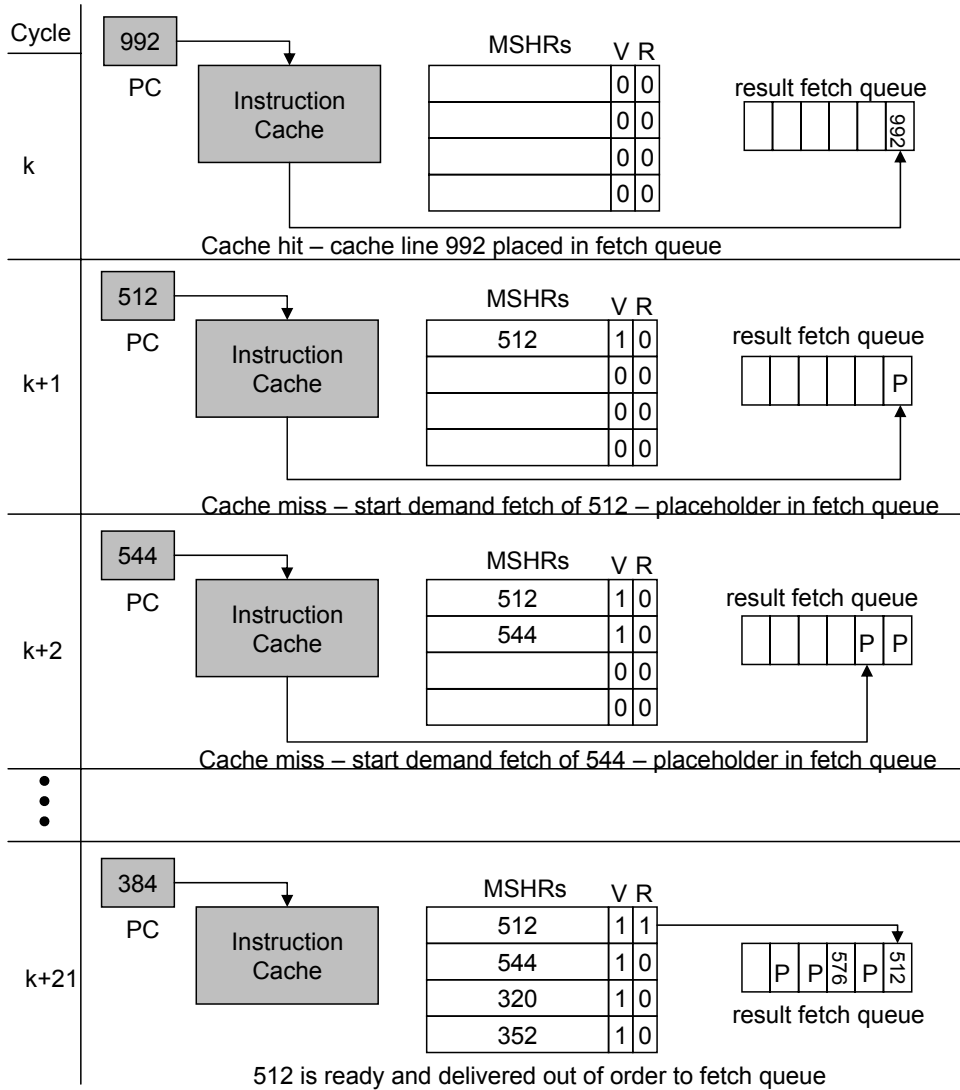 Cycle
992
PC
Instruction
Cache
MSHRs
V R
0 0
0 0
0 0
0 0
result fetch queue
992
k
Cache hit – cache line 992 placed in fetch queue
512
PC
Instruction
Cache
MSHRs
V R
512 1 0
0 0
0 0
0 0
result fetch queue
P
k+1
Cache miss – start demand fetch of 512 – placeholder in fetch queue
544
PC
Instruction
Cache
MSHRs
V R
512 1 0
544 1 0
0 0
0 0
result fetch queue
P P
k+2
Cache miss – start demand fetch of 544 – placeholder in fetch queue
384
PC
Instruction
Cache
MSHRs
V R
512 1 1
544 1 0
320 1 0
352 1 0
P P 576 P 512
result fetch queue
k+21
512 is ready and delivered out of order to fetch queue